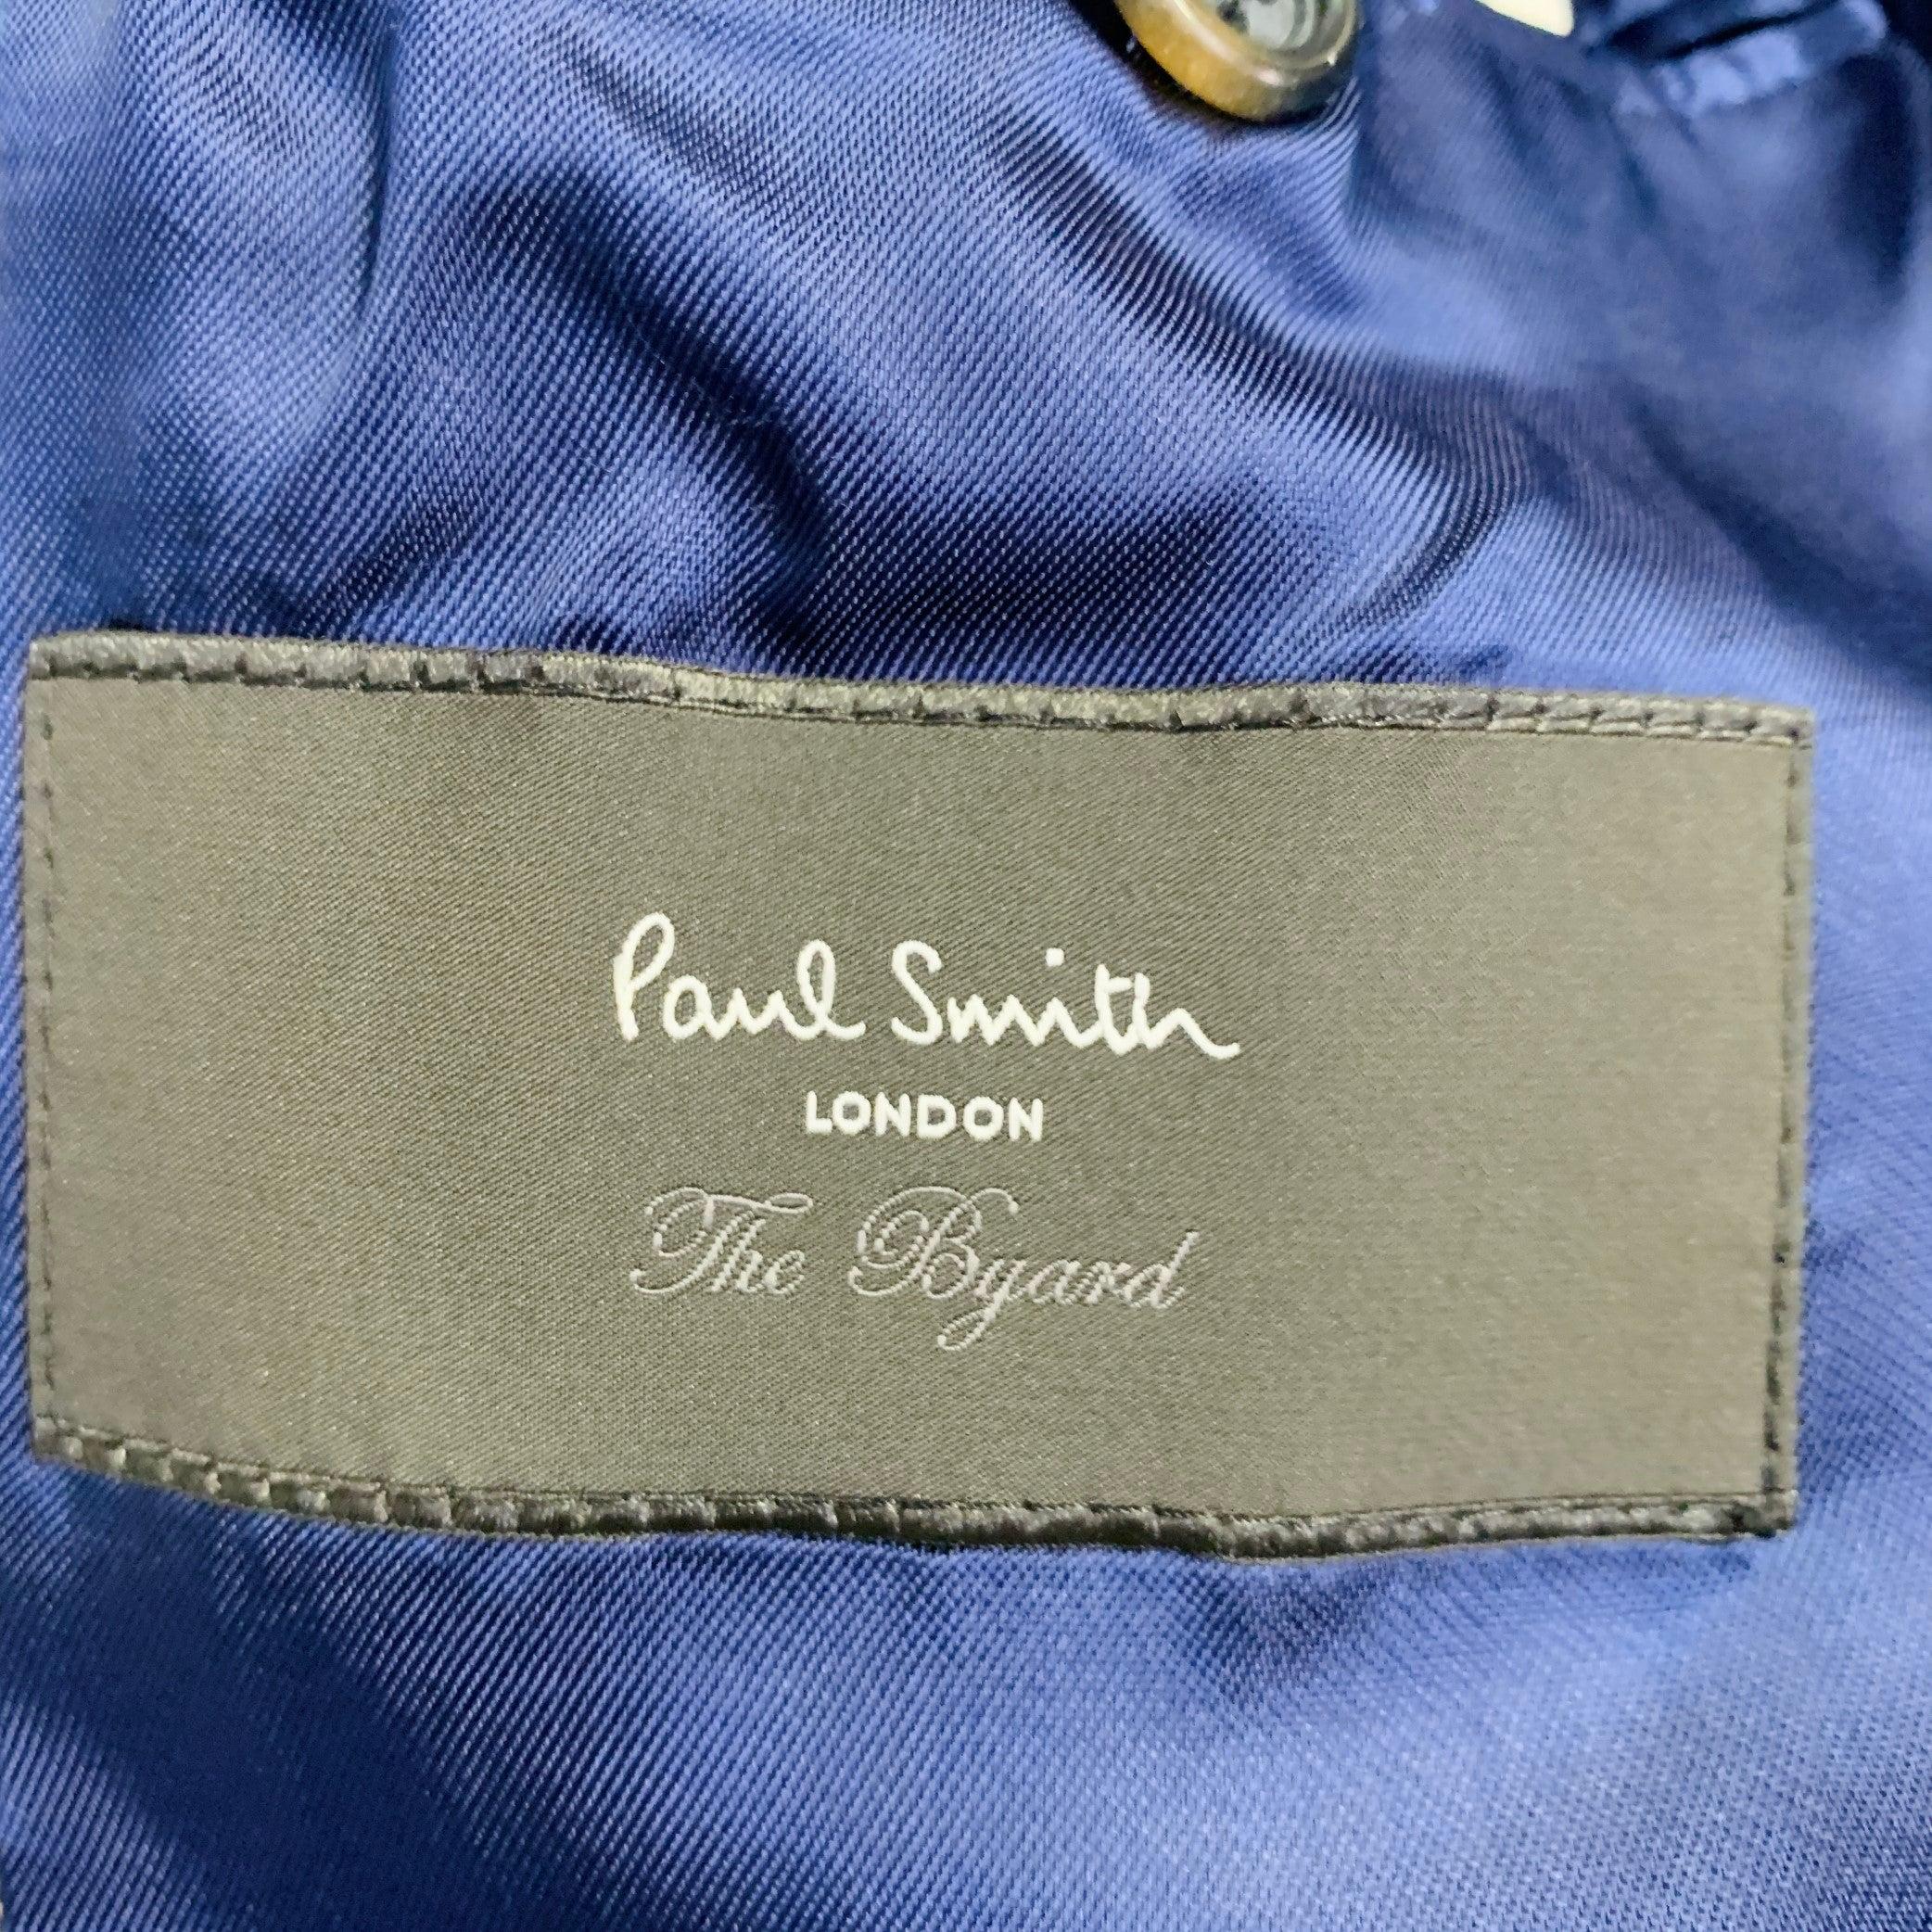 Paul Smith
LONDON
The Byard